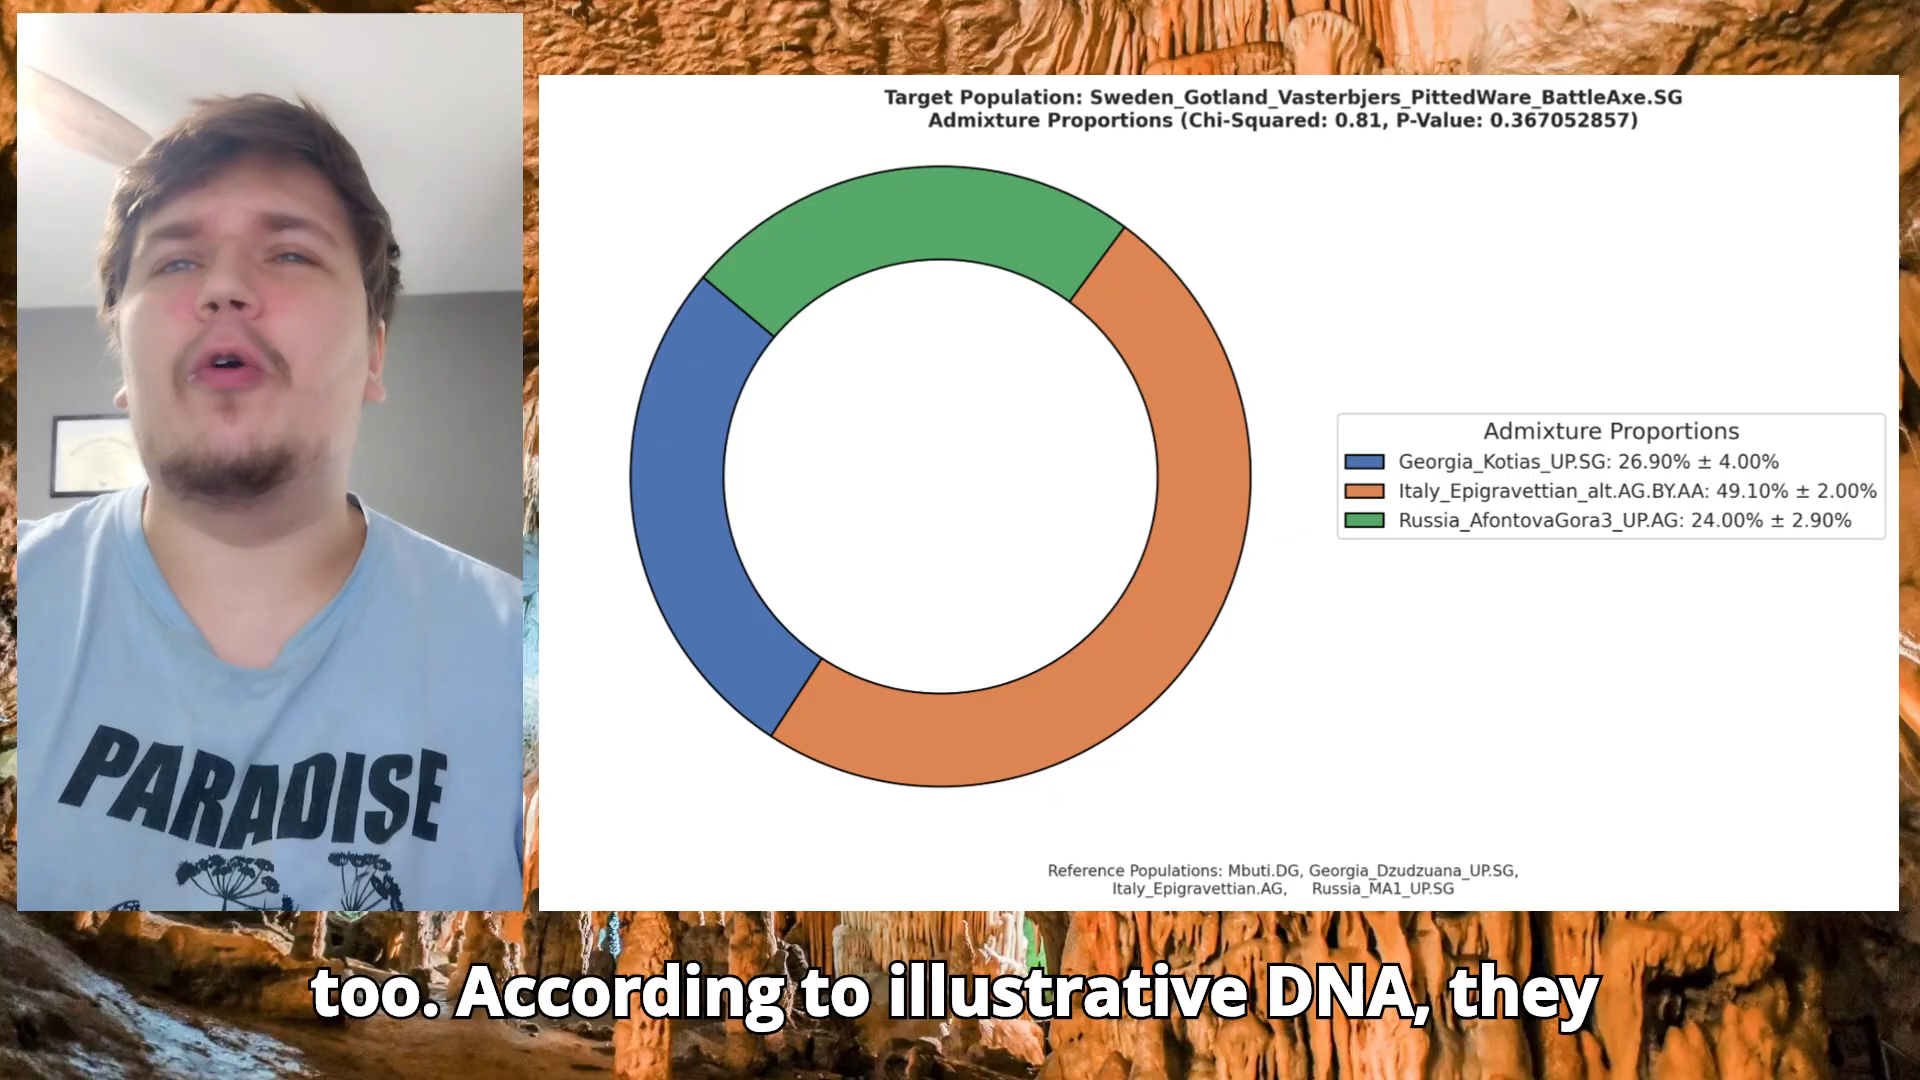 Target Population: Sweden_Gotland_Vasterbjers_PittedWare_BattleAxe.SG
Admixture Proportions (Chi-Squared: 0.81, P-Value: 0.367052857)
Admixture Proportions
Georgia_Kotias_UP.SG: 26.90% ± 4.00%
Italy_Epigravettian_alt.AG.BY.AA: 49.10% ± 2.00%
Russia_AfontovaGora3_UP.AG: 24.00% ± 2.90%
Reference Populations: Mbuti.DG, Georgia_Dzudzuana_UP.SG,
Italy_Epigravettian.AG, Russia_MA1_UP.SG
PARADISE
too. According to illustrative DNA, they